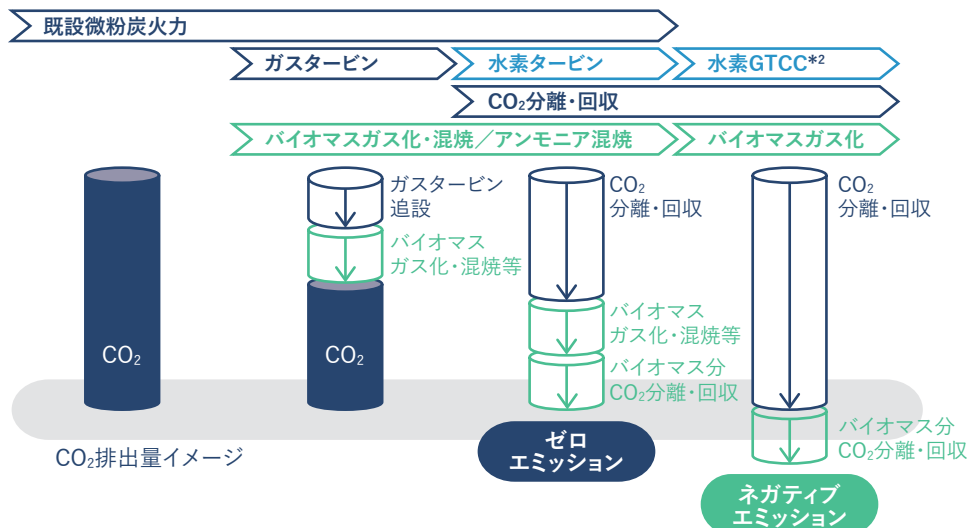 既設微粉炭火力
ガスタービン
水素タービン
水素GTCC*2
CO₂分離・回収
バイオマスガス化・混焼／アンモニア混焼
バイオマスガス化
CO₂
ガスタービン
追設
バイオマス
ガス化・混焼等
CO₂
CO₂
分離・回収
バイオマス
ガス化・混焼等
バイオマス分
CO₂分離・回収
CO₂
分離・回収
バイオマス分
CO₂分離・回収
CO₂排出量イメージ
ゼロ
エミッション
ネガティブ
エミッション